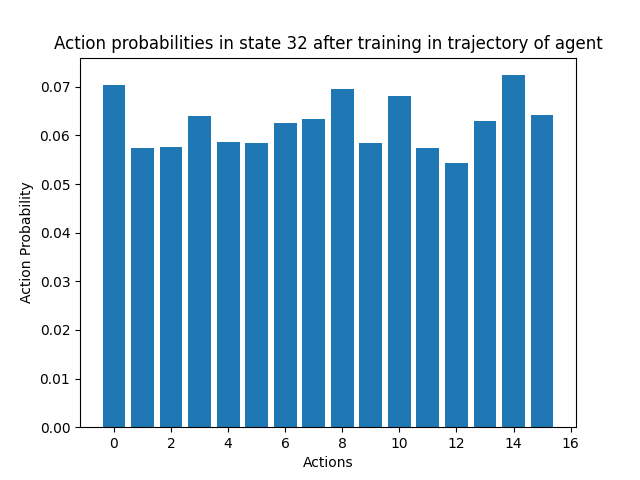 Action probabilities in state 32 after training in trajectory of agent
0.07
0.06
0.05
0.04
0.03
0.02
0.01
0.00
Action Probability
0 2 4 6 8 10 12 14 16
Actions